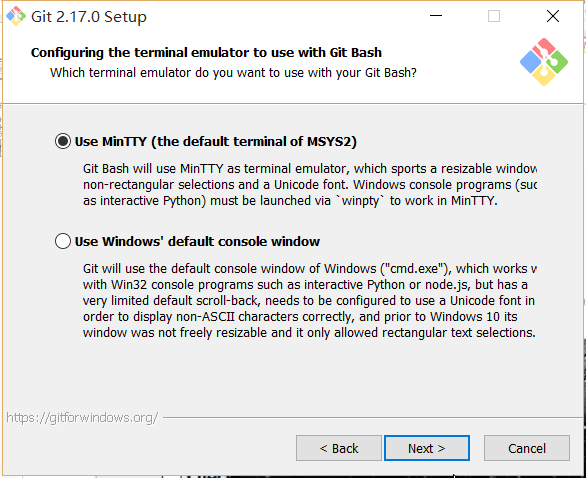 Git 2.17.0 Setup
Configuring the terminal emulator to use with Git Bash
Which terminal emulator do you want to use with your Git Bash?
Use MinTTY (the default terminal of MSYS2)
Git Bash will use MinTTY as terminal emulator, which sports a resizable window
non-rectangular selections and a Unicode font. Windows console programs (suc
as interactive Python) must be launched via `winpty` to work in MinTTY.
Use Windows' default console window
Git will use the default console window of Windows ("cmd.exe"), which works w
with Win32 console programs such as interactive Python or node.js, but has a
very limited default scroll-back, needs to be configured to use a Unicode font in
order to display non-ASCII characters correctly, and prior to Windows 10 its
window was not freely resizable and it only allowed rectangular text selections.
https://gitforwindows.org/
< Back
Next >
Cancel